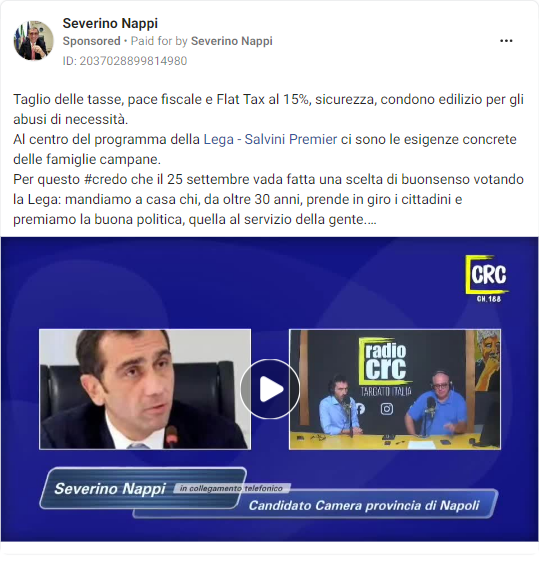 Severino Nappi
Sponsored • Paid for by Severino Nappi
ID: 2037028899814980
Taglio delle tasse, pace fiscale e Flat Tax al 15%, sicurezza, condono edilizio per gli
abusi di necessità.
Al centro del programma della Lega - Salvini Premier ci sono le esigenze concrete
delle famiglie campane.
Per questo #credo che il 25 settembre vada fatta una scelta di buonsenso votando
la Lega: mandiamo a casa chi, da oltre 30 anni, prende in giro i cittadini e
premiamo la buona politica, quella al servizio della gente....
CRC
CH. 188
radio
crc
TARGATO ITALIA
Severino Nappi in collegamento telefonico
Candidato Camera provincia di Napoli